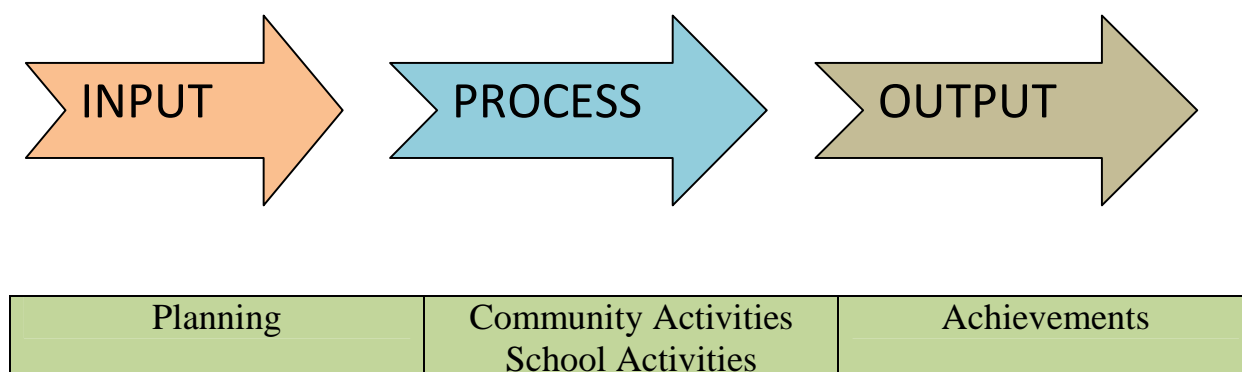 INPUT
PROCESS
OUTPUT
Planning
Community Activities
School Activities
Achievements